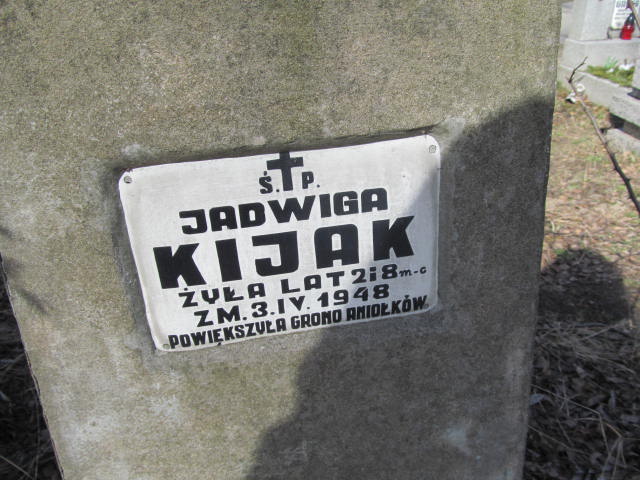 Ś. P.
JADWIGA
KIJAK
ŻYŁA LAT 2 i 8 m-c
ZM. 3. IV. 1948
POWIĘKSZYŁA GRONO ANIOŁKÓW